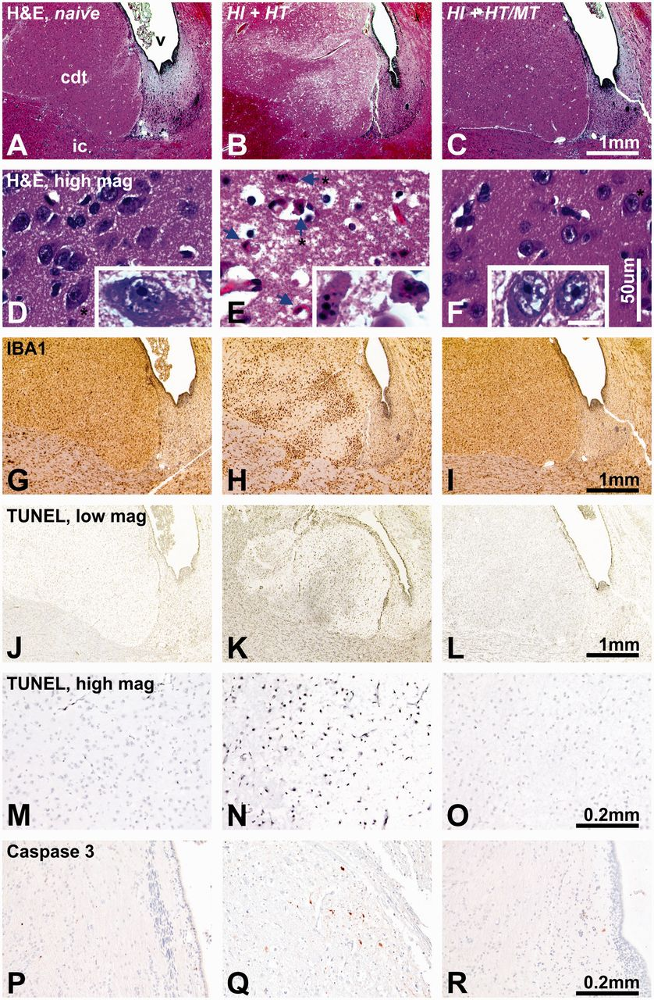 H&E, naive
v
cdt
ic.
A
HI + HT
B
HI + HT/MT
C
1mm
H&E, high mag
D
*
E
*
*
F
*
50um
IBA1
G
H
I
1mm
TUNEL, low mag
J
K
L
1mm
TUNEL, high mag
M
N
O
0.2mm
Caspase 3
P
Q
R
0.2mm